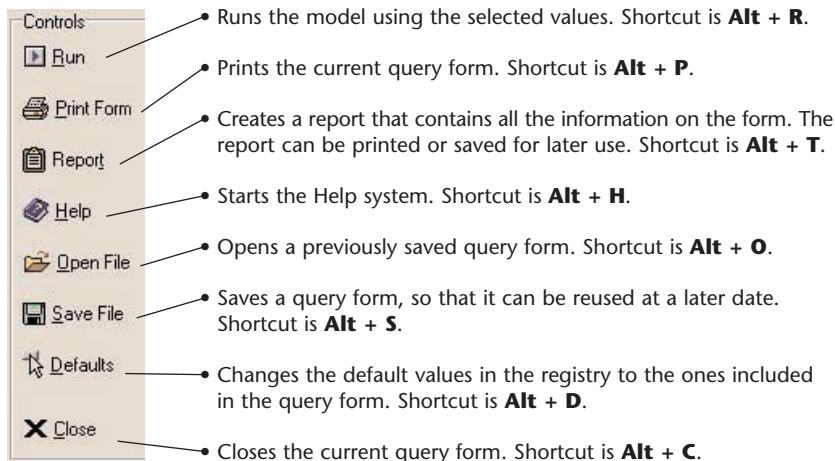 Controls
Run
Runs the model using the selected values. Shortcut is Alt + R.
Print Form
Prints the current query form. Shortcut is Alt + P.
Report
Creates a report that contains all the information on the form. The
report can be printed or saved for later use. Shortcut is Alt + T.
Help
Starts the Help system. Shortcut is Alt + H.
Open File
Opens a previously saved query form. Shortcut is Alt + O.
Save File
Saves a query form, so that it can be reused at a later date.
Shortcut is Alt + S.
Defaults
Changes the default values in the registry to the ones included
in the query form. Shortcut is Alt + D.
Close
Closes the current query form. Shortcut is Alt + C.